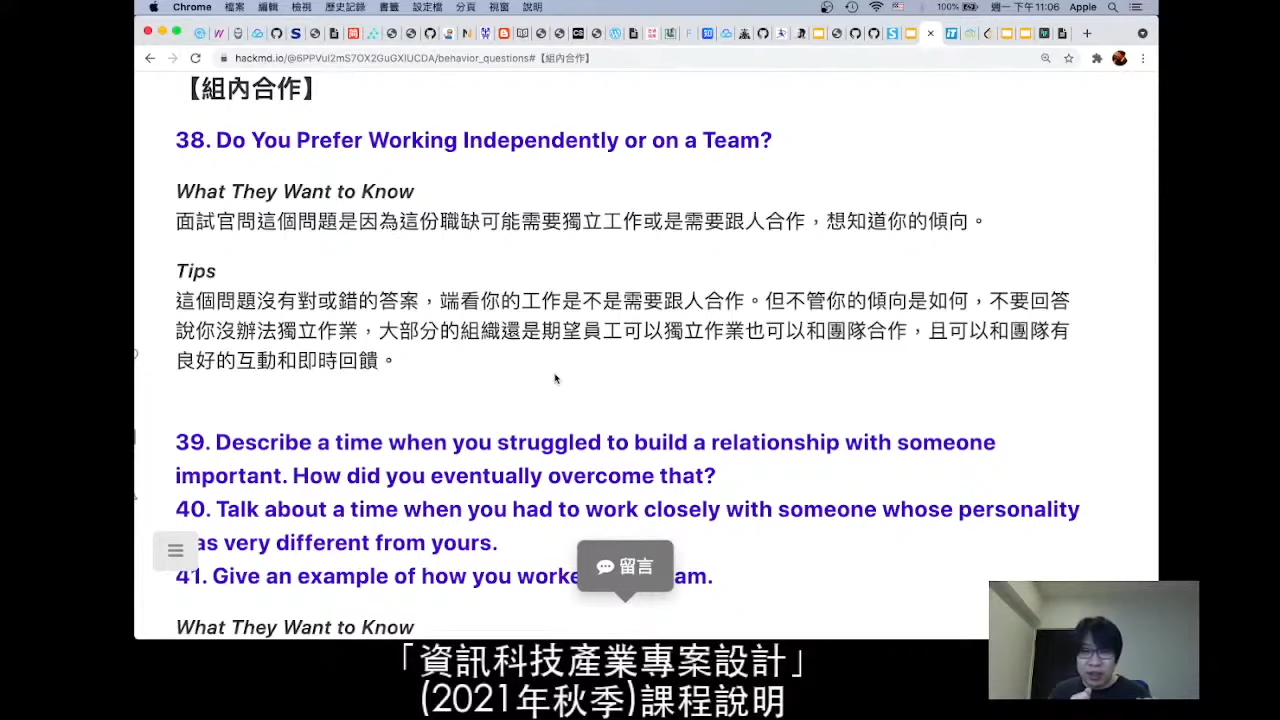 Chrome 檔案 編輯 檢視 歷史記錄 書籤 設定檔 分頁 視窗 說明 100% 週一 下午11:06 Apple
hackmd.io/@6PPVuI2mS7OX2GuGXIUCDA/behavior_questions#【組內合作】
【組內合作】
38. Do You Prefer Working Independently or on a Team?
What They Want to Know
面試官問這個問題是因為這份職缺可能需要獨立工作或是需要跟人合作，想知道你的傾向。
Tips
這個問題沒有對或錯的答案，端看你的工作是不是需要跟人合作。但不管你的傾向是如何，不要回答
說你沒辦法獨立作業，大部分的組織還是期望員工可以獨立作業也可以和團隊合作，且可以和團隊有
良好的互動和即時回饋。
39. Describe a time when you struggled to build a relationship with someone
important. How did you eventually overcome that?
40. Talk about a time when you had to work closely with someone whose personality
as very different from yours.
留言
41. Give an example of how you worke am.
What They Want to Know
「資訊科技產業專案設計」
(2021年秋季)課程說明